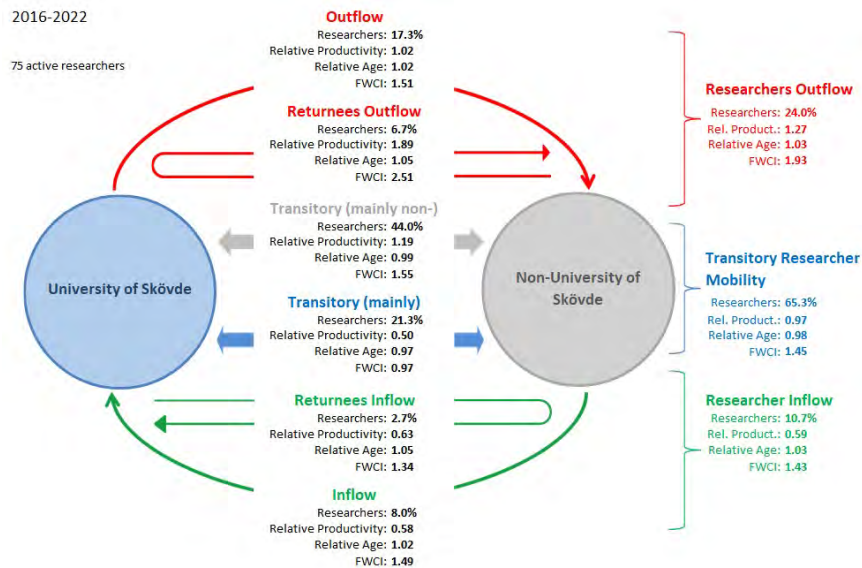 2016-2022
75 active researchers
Outflow
Researchers: 17.3%
Relative Productivity: 1.02
Relative Age: 1.02
FWCI: 1.51
Returnees Outflow
Researchers: 6.7%
Relative Productivity: 1.89
Relative Age: 1.05
FWCI: 2.51
Transitory (mainly non-)
Researchers: 44.0%
Relative Productivity: 1.19
Relative Age: 0.99
FWCI: 1.55
Transitory (mainly)
Researchers: 21.3%
Relative Productivity: 0.50
Relative Age: 0.97
FWCI: 0.97
Returnees Inflow
Researchers: 2.7%
Relative Productivity: 0.63
Relative Age: 1.05
FWCI: 1.34
Inflow
Researchers: 8.0%
Relative Productivity: 0.58
Relative Age: 1.02
FWCI: 1.49
University of Skövde
Non-University of
Skövde
Researchers Outflow
Researchers: 24.0%
Rel. Product.: 1.27
Relative Age: 1.03
FWCI: 1.93
Transitory Researcher
Mobility
Researchers: 65.3%
Rel. Product.: 0.97
Relative Age: 0.98
FWCI: 1.45
Researcher Inflow
Researchers: 10.7%
Rel. Product.: 0.59
Relative Age: 1.03
FWCI: 1.43